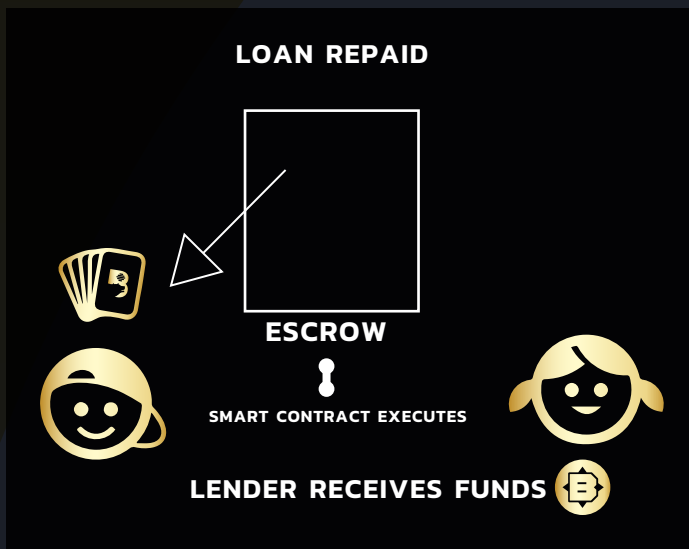 LOAN REPAID
ESCROW
SMART CONTRACT EXECUTES
LENDER RECEIVES FUNDS